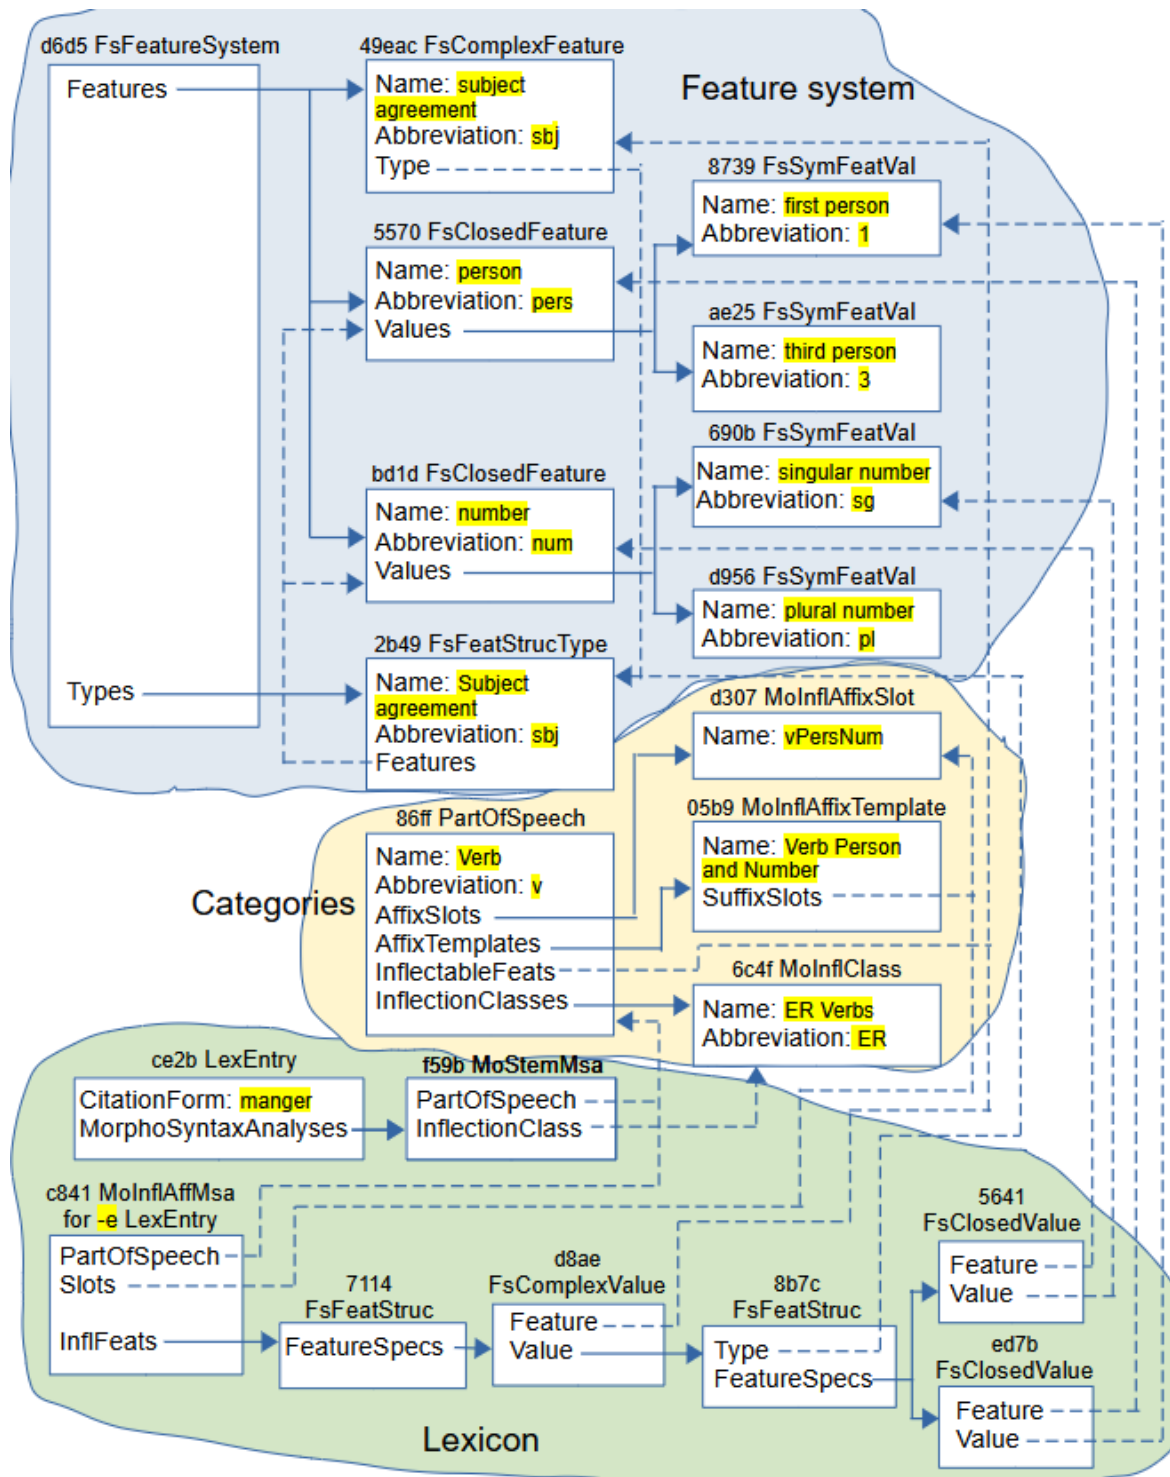 d6d5 FsFeatureSystem
Features
Types
49eac FsComplexFeature
Name: subject
agreement
Abbreviation: sbj
Type
Feature system
8739 FsSymFeatVal
Name: first person
Abbreviation: 1
5570 FsClosedFeature
Name: person
Abbreviation: pers
Values
ae25 FsSymFeatVal
Name: third person
Abbreviation: 3
690b FsSymFeatVal
Name: singular number
Abbreviation: sg
bd1d FsClosedFeature
Name: number
Abbreviation: num
Values
d956 FsSymFeatVal
Name: plural number
Abbreviation: pl
2b49 FsFeatStrucType
Name: Subject
agreement
Abbreviation: sbj
Features
d307 MoInflAffixSlot
Name: vPersNum
86ff PartOfSpeech
Name: Verb
Abbreviation: v
AffixSlots
AffixTemplates
InflectableFeats
InflectionClasses
05b9 MoInflAffixTemplate
Name: Verb Person
and Number
SuffixSlots
Categories
6c4f MoInflClass
Name: ER Verbs
Abbreviation: ER
ce2b LexEntry
CitationForm: manger
MorphoSyntaxAnalyses
f59b MoStemMsa
PartOfSpeech
InflectionClass
c841 MoInflAffMsa
for -e LexEntry
PartOfSpeech
Slots
InflFeats
7114
FsFeatStruc
FeatureSpecs
d8ae
FsComplexValue
Feature
Value
8b7c
FsFeatStruc
Type
FeatureSpecs
5641
FsClosedValue
Feature
Value
ed7b
FsClosedValue
Feature
Value
Lexicon